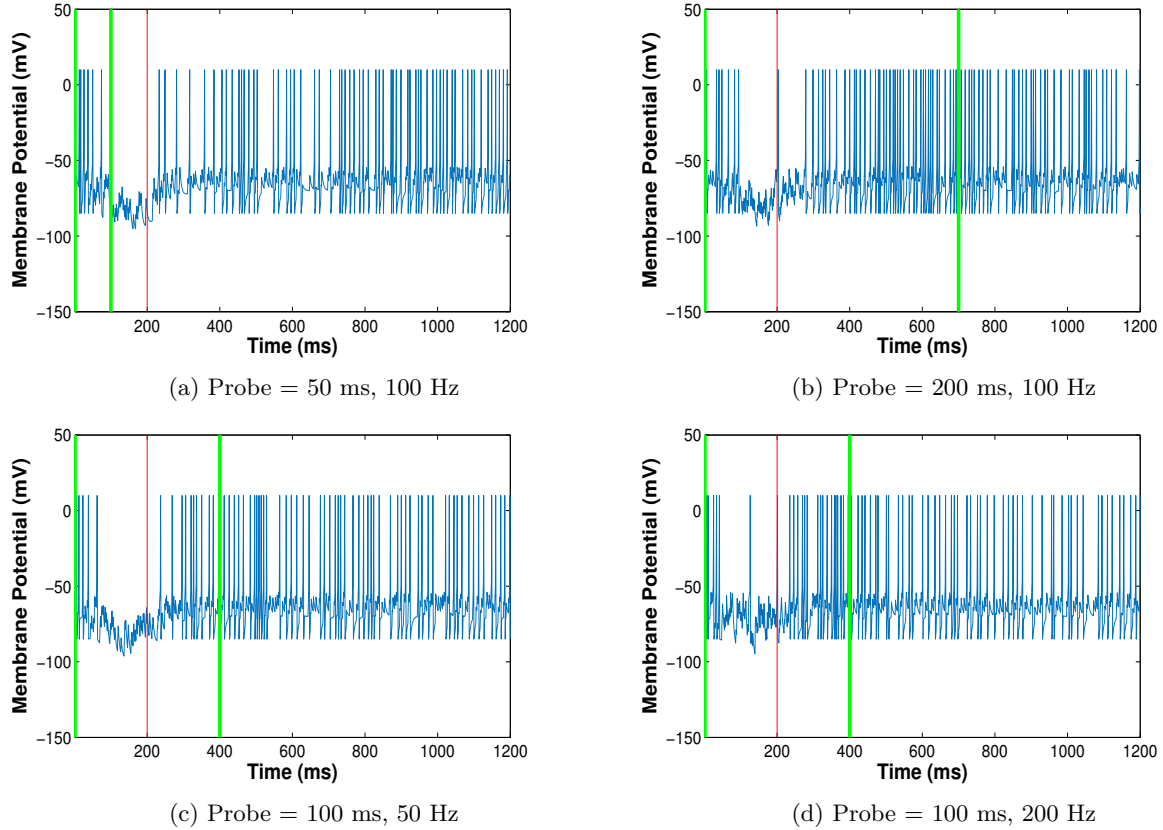 50
0
−50
−100
−150
200 400 600 800 1000 1200
Membrane Potential (mV)
Time (ms)
(a) Probe = 50 ms, 100 Hz
50
0
−50
−100
−150
200 400 600 800 1000 1200
Membrane Potential (mV)
Time (ms)
(b) Probe = 200 ms, 100 Hz
50
0
−50
−100
−150
200 400 600 800 1000 1200
Membrane Potential (mV)
Time (ms)
(c) Probe = 100 ms, 50 Hz
50
0
−50
−100
−150
200 400 600 800 1000 1200
Membrane Potential (mV)
Time (ms)
(d) Probe = 100 ms, 200 Hz